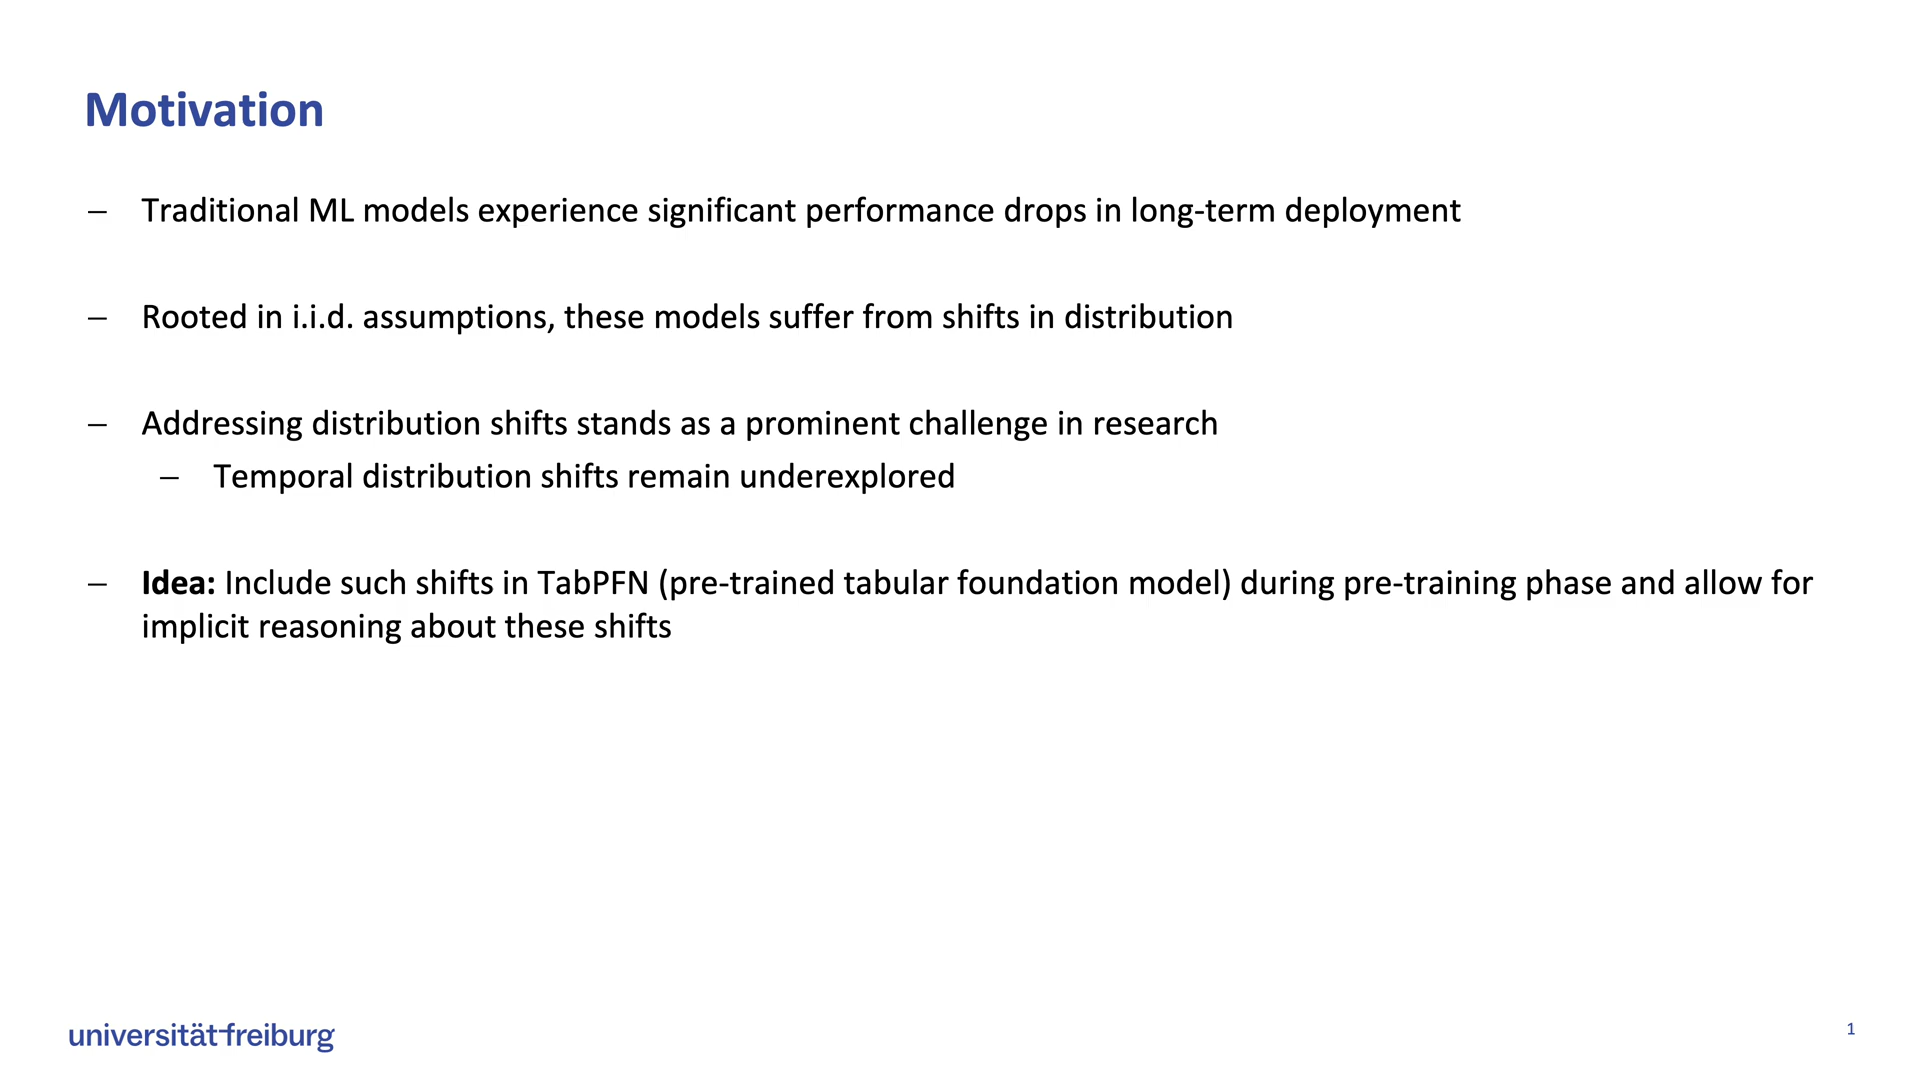 Motivation
– Traditional ML models experience significant performance drops in long-term deployment
– Rooted in i.i.d. assumptions, these models suffer from shifts in distribution
– Addressing distribution shifts stands as a prominent challenge in research
– Temporal distribution shifts remain underexplored
– Idea: Include such shifts in TabPFN (pre-trained tabular foundation model) during pre-training phase and allow for
implicit reasoning about these shifts
universität freiburg
1